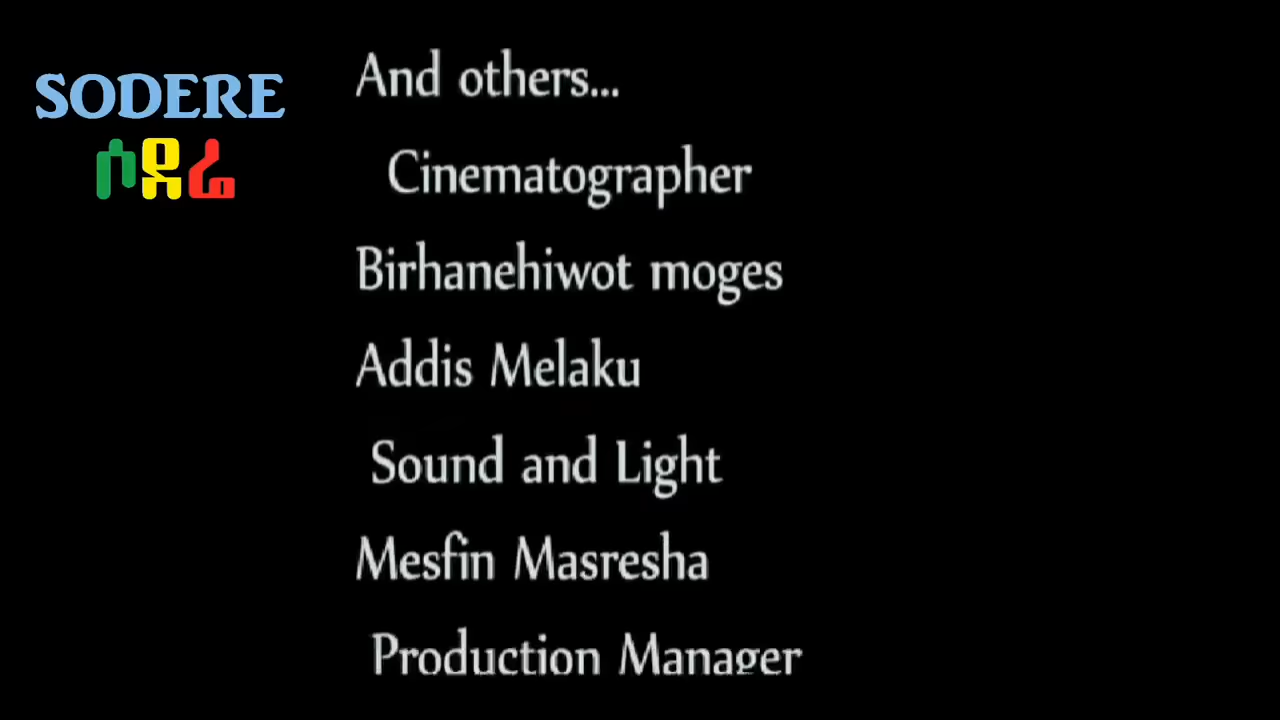 SODERE
ሶደሬ
And others...
Cinematographer
Birhanehiwot moges
Addis Melaku
Sound and Light
Mesfin Masresha
Production Manager